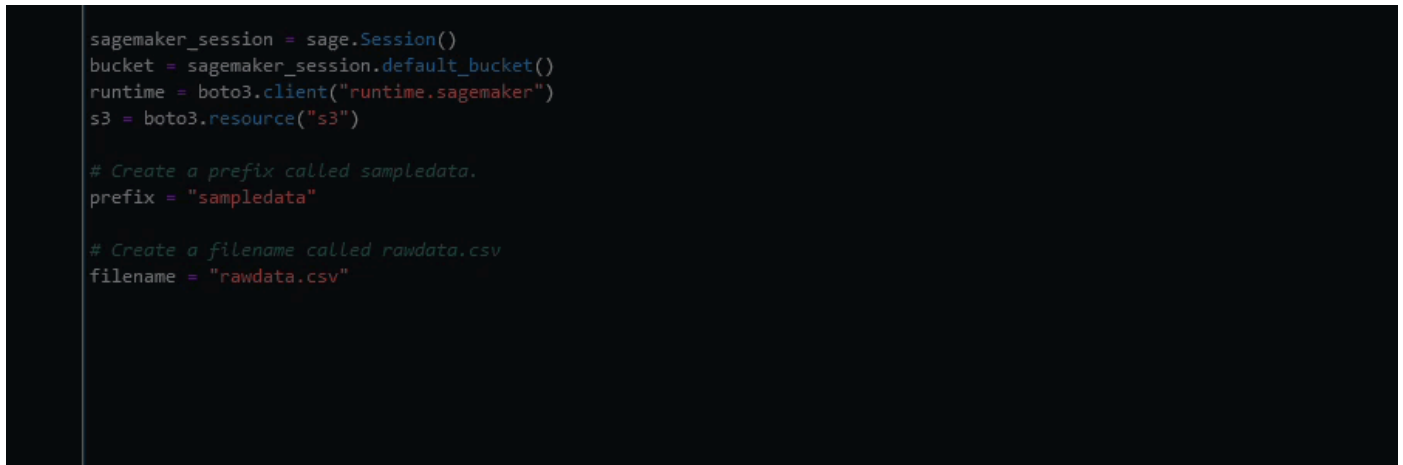 sagemaker_session = sage.Session()
bucket = sagemaker_session.default_bucket()
runtime = boto3.client("runtime.sagemaker")
s3 = boto3.resource("s3")
# Create a prefix called sampledata.
prefix = "sampledata"
# Create a filename called rawdata.csv
filename = "rawdata.csv"